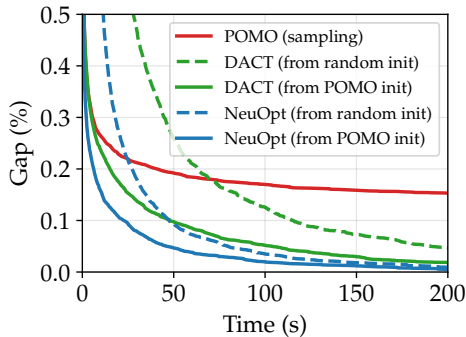 Gap (%)
0.5
0.4
0.3
0.2
0.1
0.0
POMO (sampling)
DACT (from random init)
DACT (from POMO init)
NeuOpt (from random init)
NeuOpt (from POMO init)
0 50 100 150 200
Time (s)